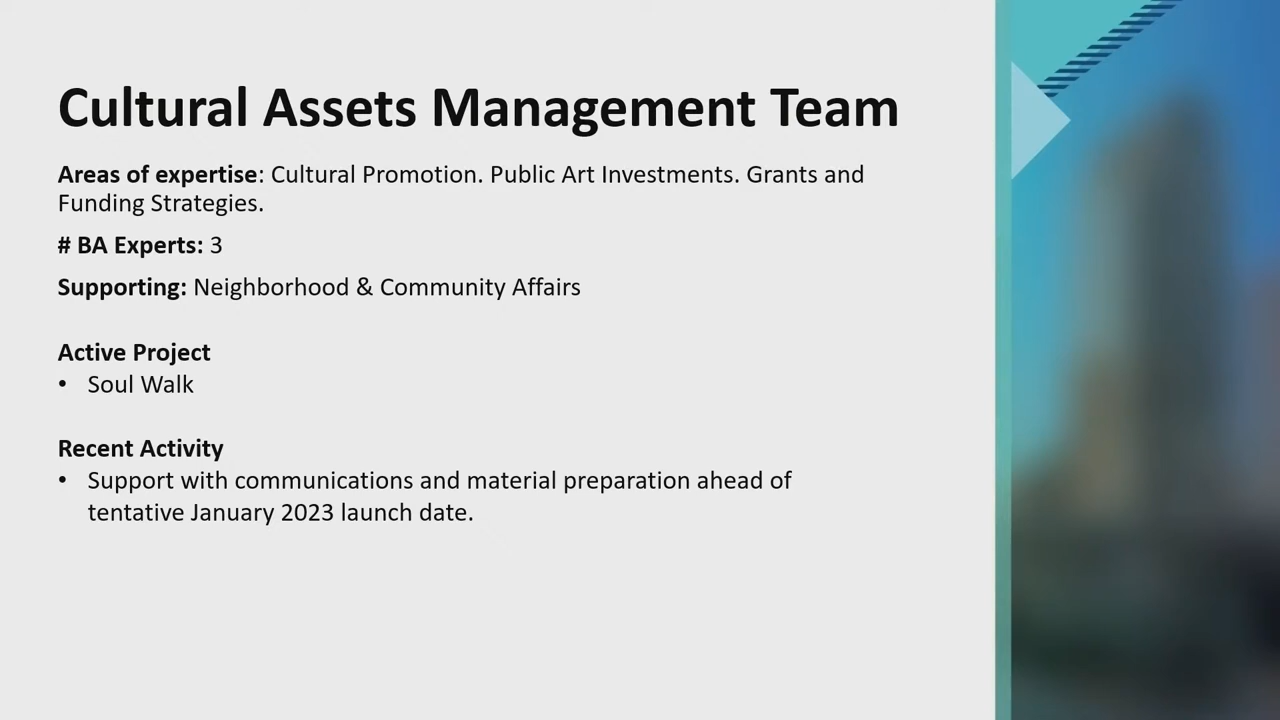 Cultural Assets Management Team
Areas of expertise: Cultural Promotion. Public Art Investments. Grants and
Funding Strategies.
# BA Experts: 3
Supporting: Neighborhood & Community Affairs
Active Project
• Soul Walk
Recent Activity
• Support with communications and material preparation ahead of
tentative January 2023 launch date.